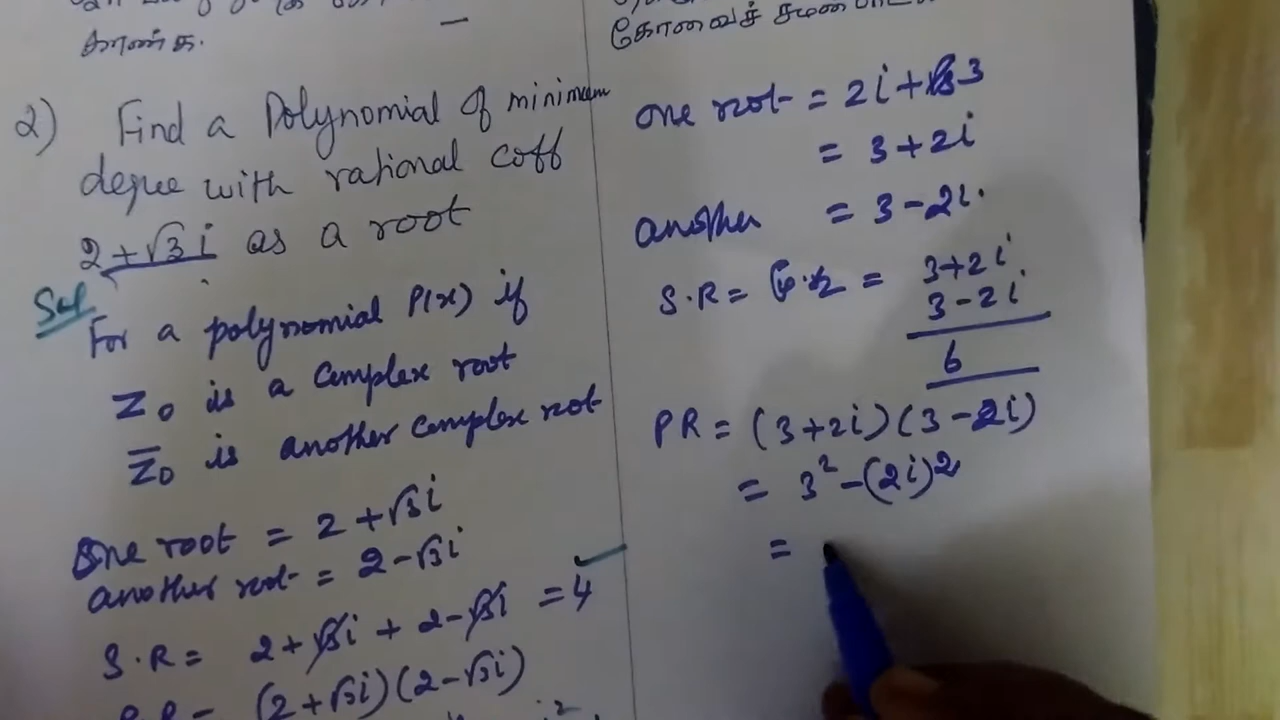 காண்க.
2) Find a Polynomial of minimum
degree with rational coff
2+√3i as a root
Sol
For a polynomial P(x) if
Z₀ is a complex root
Z̄₀ is another complex root
One root = 2+√3i
another root = 2-√3i
S.R = 2+√3i + 2-√3i = 4
(2+√3i)(2-√3i)
கோவைச்
one root = 2i+3
= 3+2i
another = 3-2i.
S.R = = 3+2i
3-2i
6
PR = (3+2i)(3-2i)
= 3² -(2i)²
=